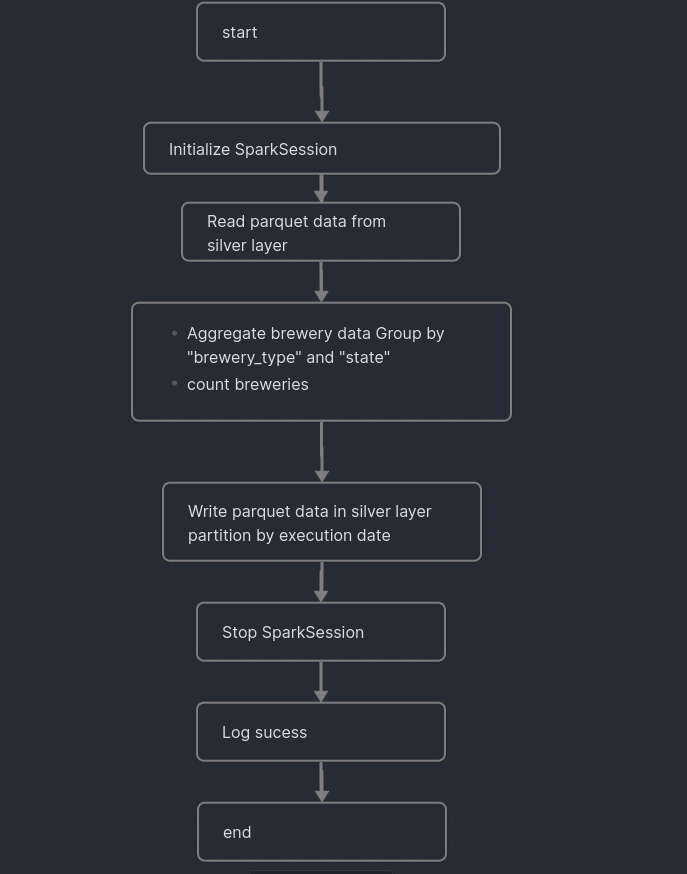 start
Initialize SparkSession
Read parquet data from
silver layer
Aggregate brewery data Group by
"brewery_type" and "state"
count breweries
Write parquet data in silver layer
partition by execution date
Stop SparkSession
Log sucess
end